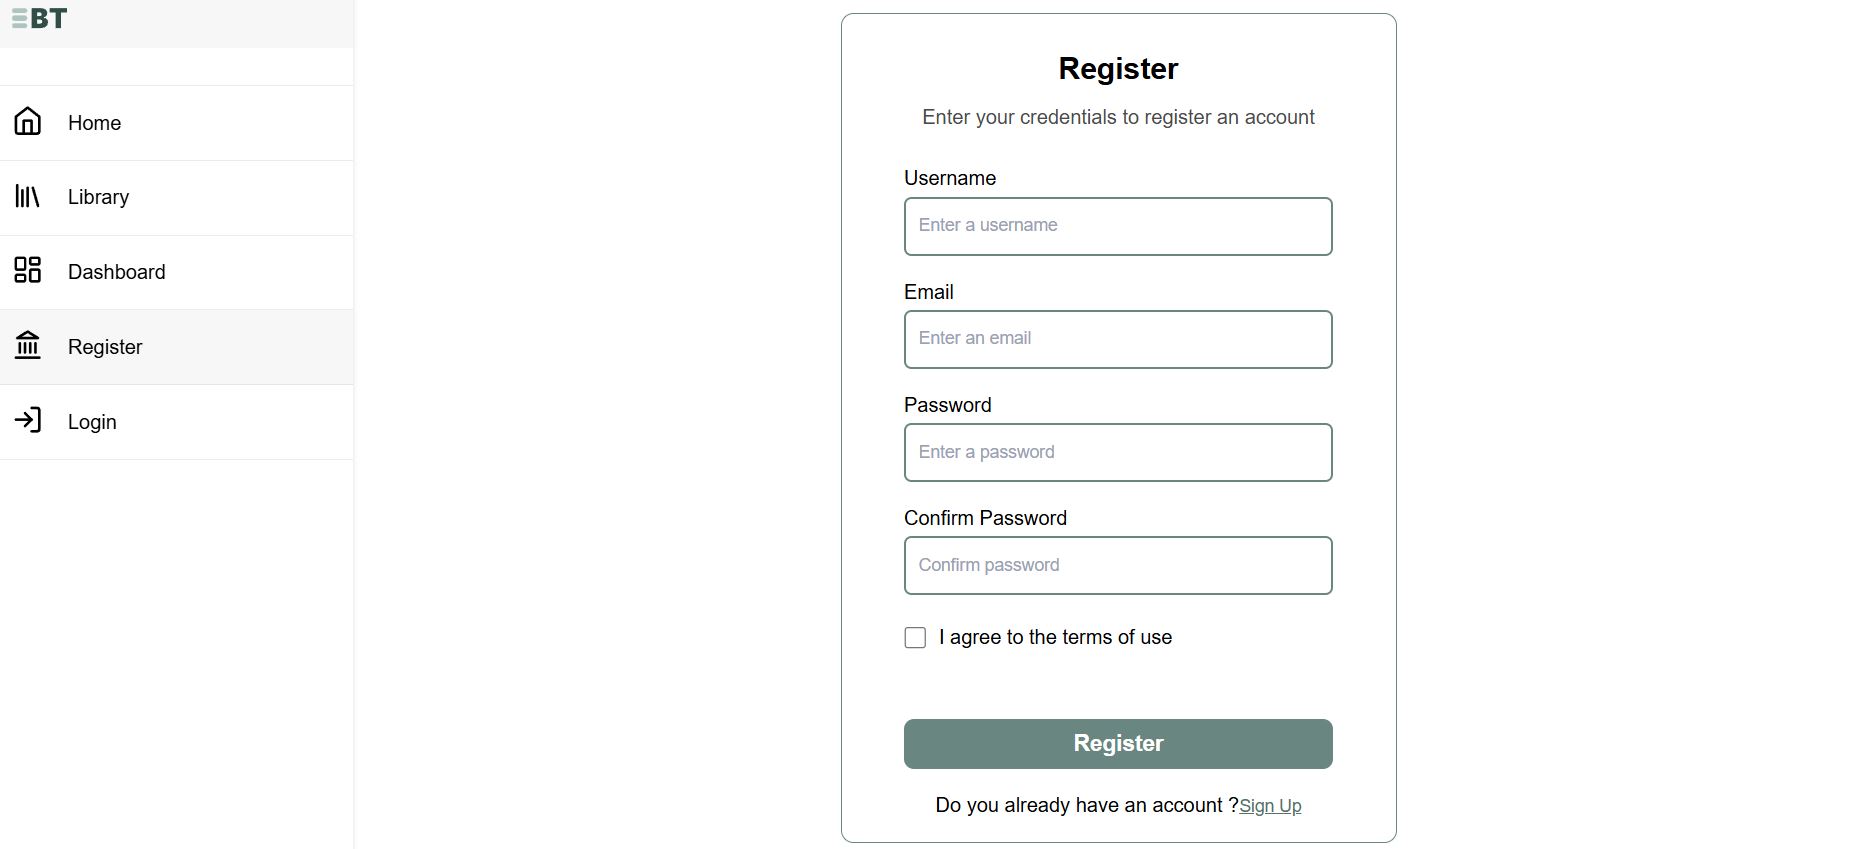 BT
Home
Library
Dashboard
Register
Login
Register
Enter your credentials to register an account
Username
Enter a username
Email
Enter an email
Password
Enter a password
Confirm Password
Confirm password
I agree to the terms of use
Register
Do you already have an account ?Sign Up